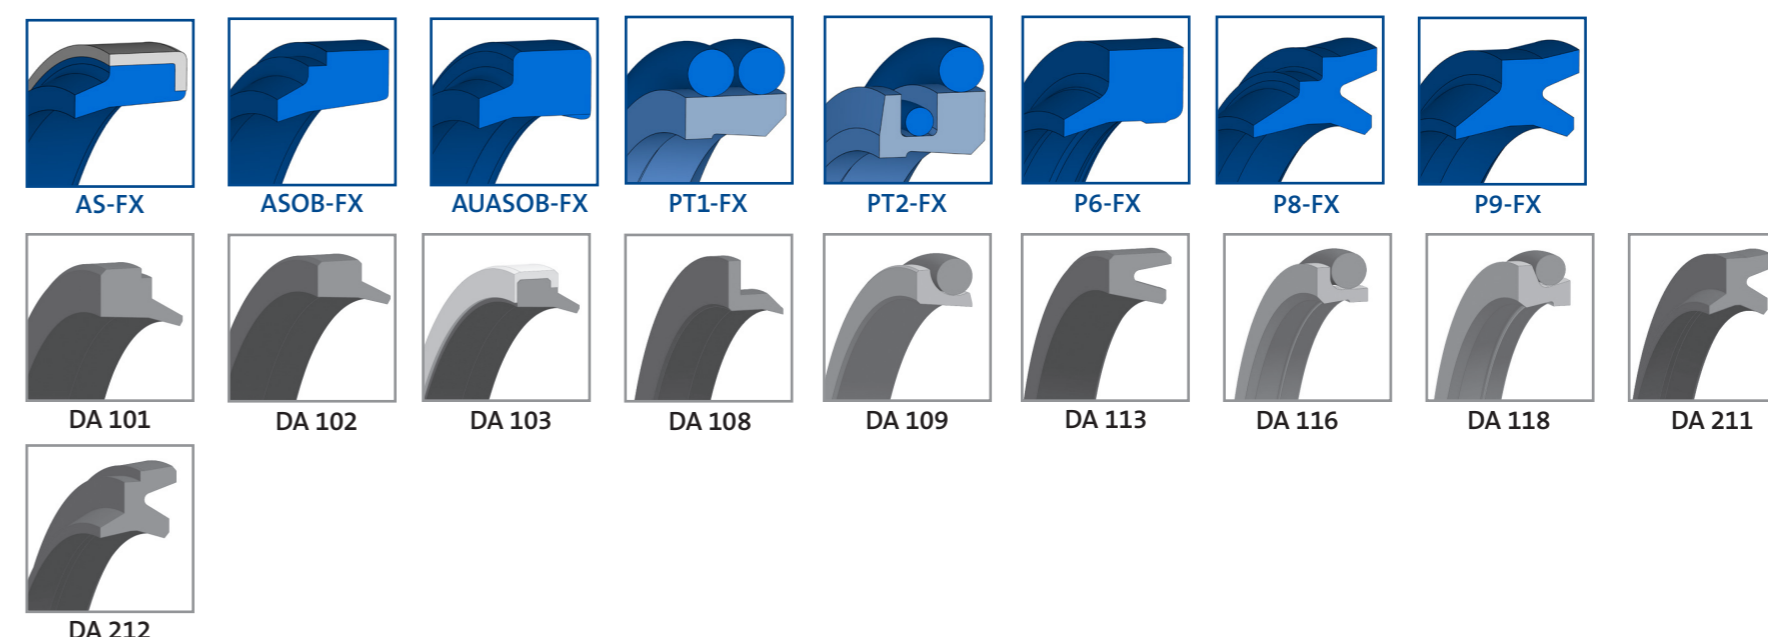 AS-FX ASOB-FX AUASOB-FX PT1-FX PT2-FX P6-FX P8-FX P9-FX
DA 101 DA 102 DA 103 DA 108 DA 109 DA 113 DA 116 DA 118 DA 211
DA 212